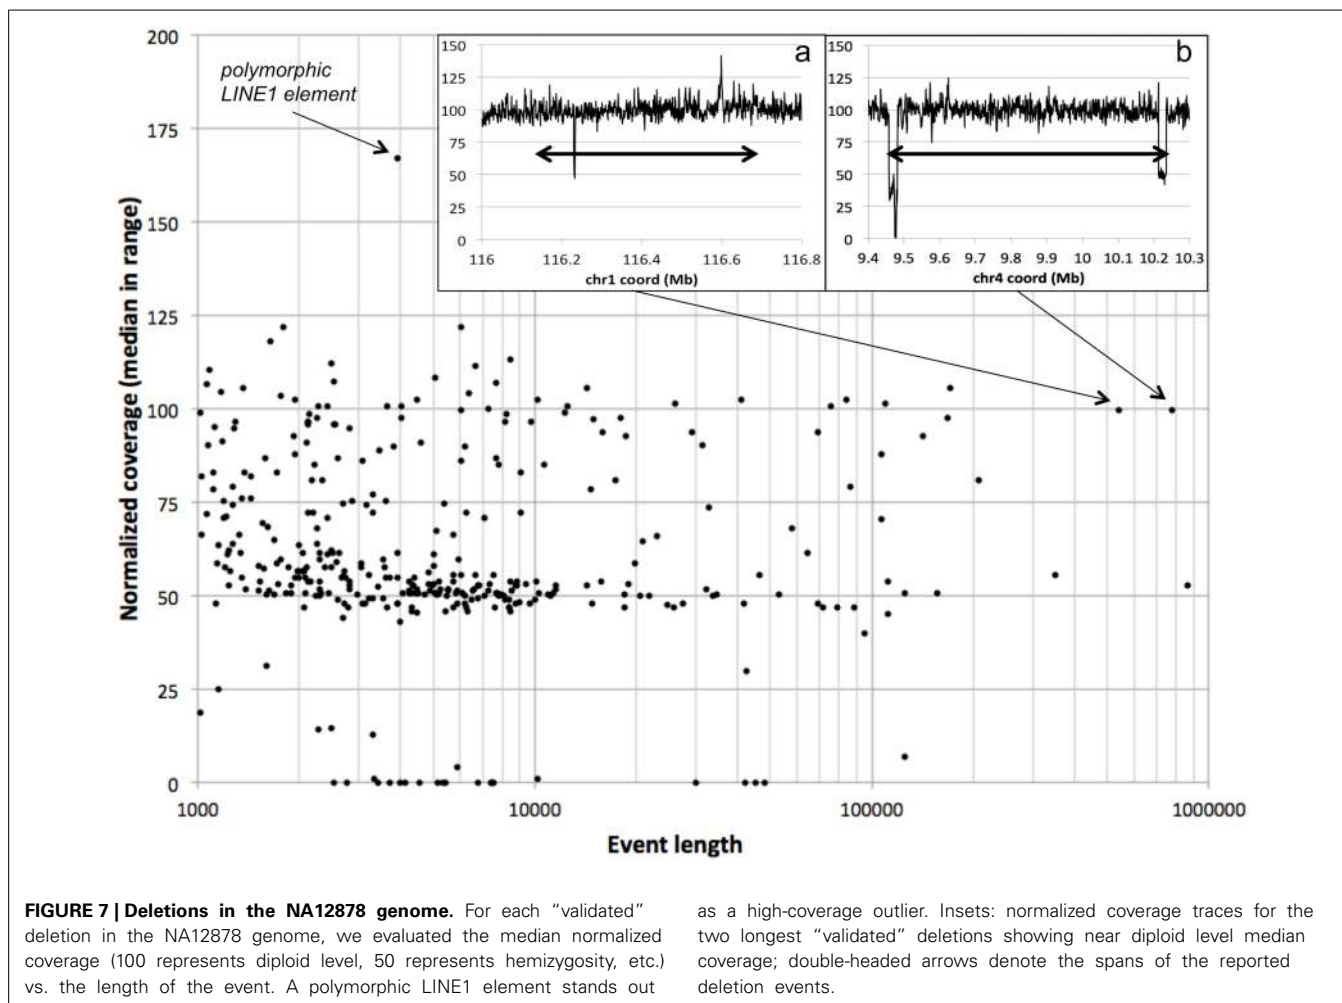 200
175
150
125
100
75
50
25
0
Normalized coverage (median in range)
1000
10000
100000
1000000
Event length
polymorphic
LINE1 element
a
150
125
100
75
50
25
0
116
116.2
116.4
116.6
116.8
chr1 coord (Mb)
b
150
125
100
75
50
25
0
9.4 9.5 9.6 9.7 9.8 9.9 10 10.1 10.2 10.3
chr4 coord (Mb)
FIGURE 7 | Deletions in the NA12878 genome. For each “validated”
deletion in the NA12878 genome, we evaluated the median normalized
coverage (100 represents diploid level, 50 represents hemizygosity, etc.)
vs. the length of the event. A polymorphic LINE1 element stands out
as a high-coverage outlier. Insets: normalized coverage traces for the
two longest “validated” deletions showing near diploid level median
coverage; double-headed arrows denote the spans of the reported
deletion events.